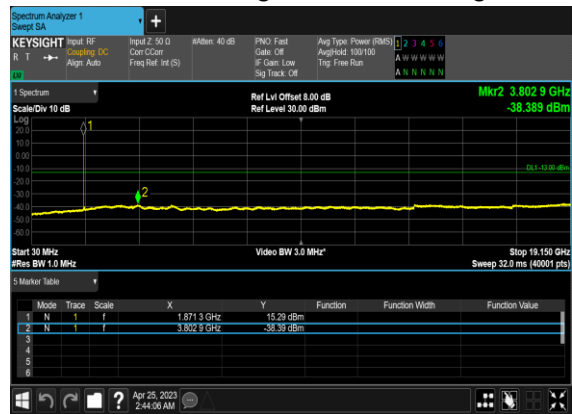 Spectrum Analyzer 1
Swept SA
KEYSIGHT
R T
Input: RF
Coupling: DC
Align: Auto
Input Z: 50 Ω
Corr CCorr
Freq Ref: Int (S)
#Atten: 40 dB
PNO: Fast
Gate: Off
IF Gain: Low
Sig Track: Off
Avg Type: Power (RMS)
Avg|Hold: 100/100
Trig: Free Run
1 2 3 4 5 6
A W W W W W
A N N N N N
1 Spectrum
Scale/Div 10 dB
Ref Lvl Offset 8.00 dB
Ref Level 30.00 dBm
Mkr2 3.802 9 GHz
-38.389 dBm
Log
20.0
10.0
0.00
-10.0
-20.0
-30.0
-40.0
-50.0
-60.0
1
2
DL1 -13.00 dBm
Start 30 MHz
#Res BW 1.0 MHz
Video BW 3.0 MHz*
Stop 19.150 GHz
Sweep 32.0 ms (40001 pts)
5 Marker Table
Mode Trace Scale X Y Function Function Width Function Value
1 N 1 f 1.871 3 GHz 15.29 dBm
2 N 1 f 3.802 9 GHz -38.39 dBm
3
4
5
6
?
Apr 25, 2023
2:44:06 AM